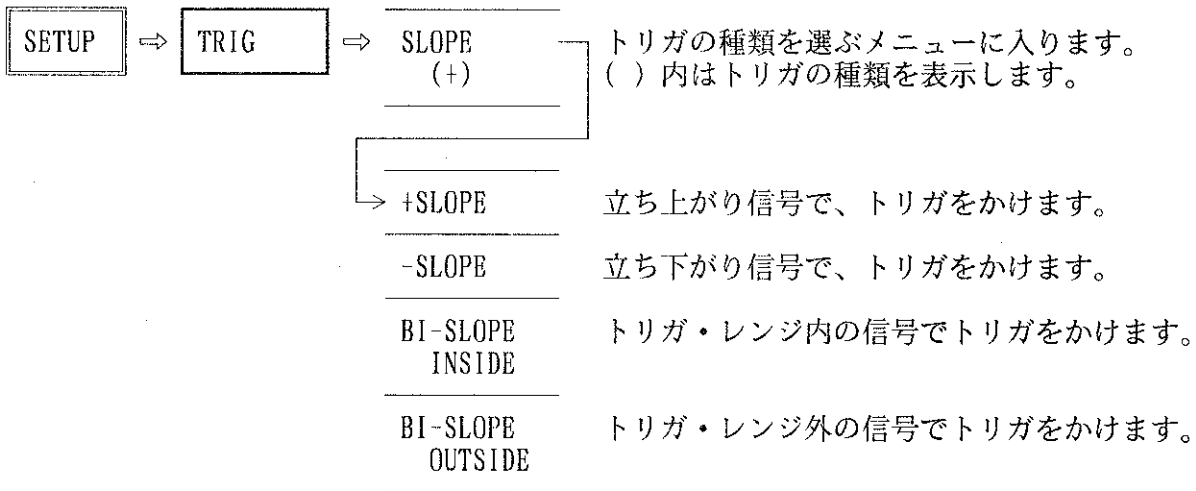 SETUP ⇨ TRIG ⇨ SLOPE トリガの種類を選ぶメニューに入ります。
(+) ( ) 内はトリガの種類を表示します。
+SLOPE 立ち上がり信号で、トリガをかけます。
-SLOPE 立ち下がり信号で、トリガをかけます。
BI-SLOPE トリガ・レンジ内の信号でトリガをかけます。
INSIDE
BI-SLOPE トリガ・レンジ外の信号でトリガをかけます。
OUTSIDE